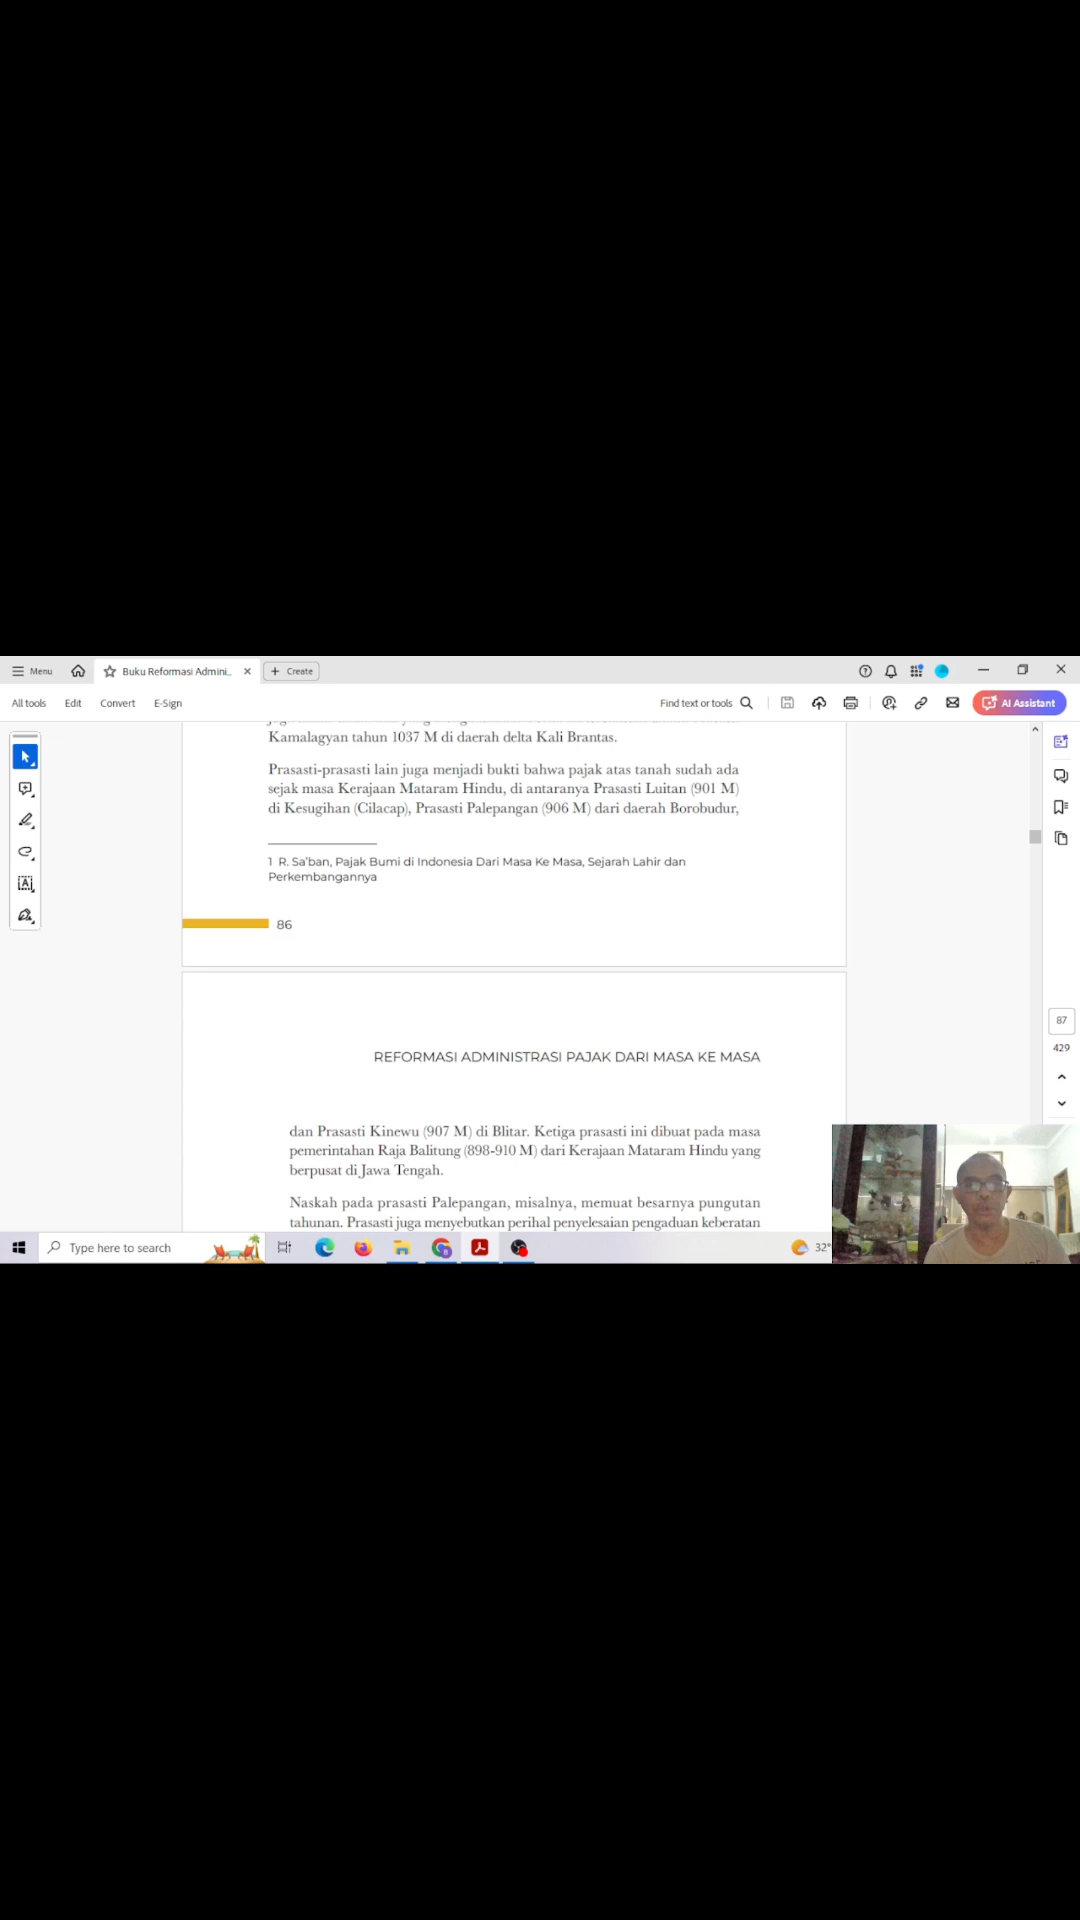 Menu
Buku Reformasi Admini...
Create
All tools
Edit
Convert
E-Sign
Find text or tools
AI Assistant
Kamalagyan tahun 1037 M di daerah delta Kali Brantas.
Prasasti-prasasti lain juga menjadi bukti bahwa pajak atas tanah sudah ada
sejak masa Kerajaan Mataram Hindu, di antaranya Prasasti Luitan (901 M)
di Kesugihan (Cilacap), Prasasti Palepangan (906 M) dari daerah Borobudur,
1 R. Sa'ban, Pajak Bumi di Indonesia Dari Masa Ke Masa, Sejarah Lahir dan
Perkembangannya
86
87
429
REFORMASI ADMINISTRASI PAJAK DARI MASA KE MASA
dan Prasasti Kinewu (907 M) di Blitar. Ketiga prasasti ini dibuat pada masa
pemerintahan Raja Balitung (898-910 M) dari Kerajaan Mataram Hindu yang
berpusat di Jawa Tengah.
Naskah pada prasasti Palepangan, misalnya, memuat besarnya pungutan
tahunan. Prasasti juga menyebutkan perihal penyelesaian pengaduan keberatan
Type here to search
32°